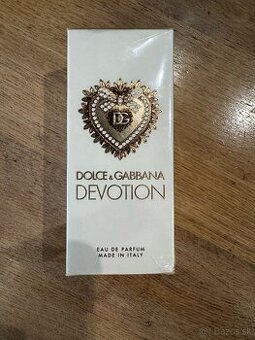 DG
DOLCE & GABBANA
DEVOTION
EAU DE PARFUM
MADE IN ITALY